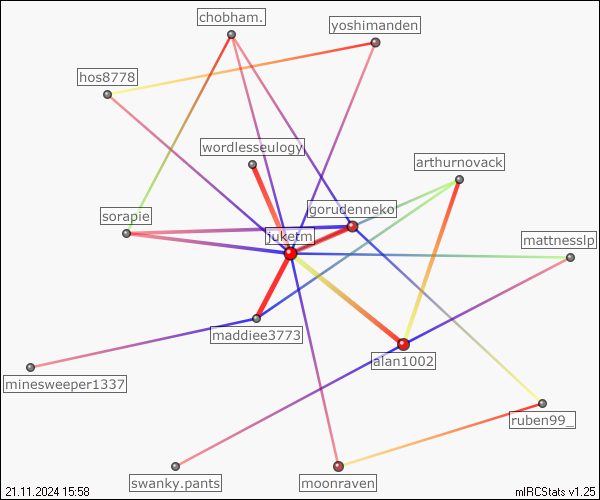 chobham.
yoshimanden
hos8778
wordlesseulogy
arthurnovack
gorudenneko
sorapie
juketm
mattnesslp
maddiee3773
alan1002
minesweeper1337
ruben99_
swanky.pants
moonraven
21.11.2024 15:58
mIRCStats v1.25